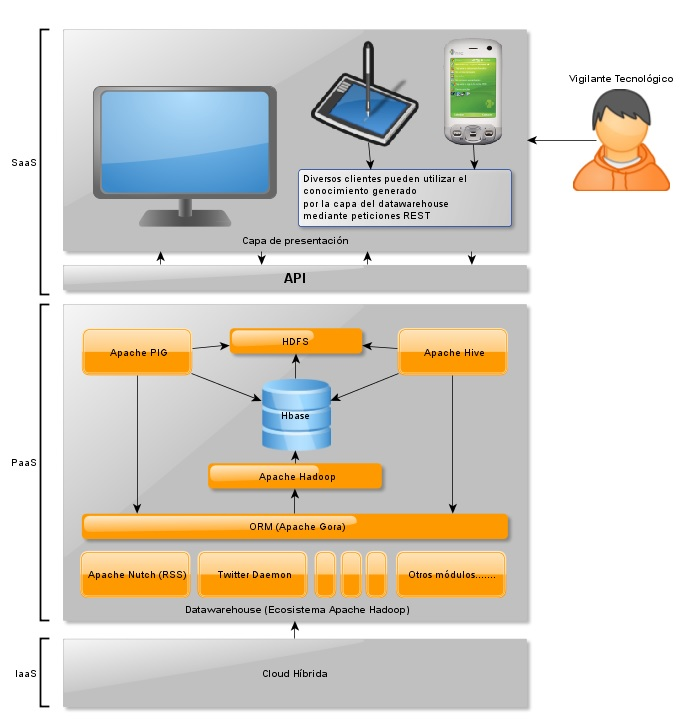 Vigilante Tecnológico
SaaS
Diversos clientes pueden utilizar el
conocimiento generado
por la capa del datawarehouse
mediante peticiones REST
Capa de presentación
API
PaaS
Apache PIG
HDFS
Apache Hive
Hbase
Apache Hadoop
ORM (Apache Gora)
Apache Nutch (RSS)
Twitter Daemon
Otros módulos.......
Datawarehouse (Ecosistema Apache Hadoop)
IaaS
Cloud Híbrida